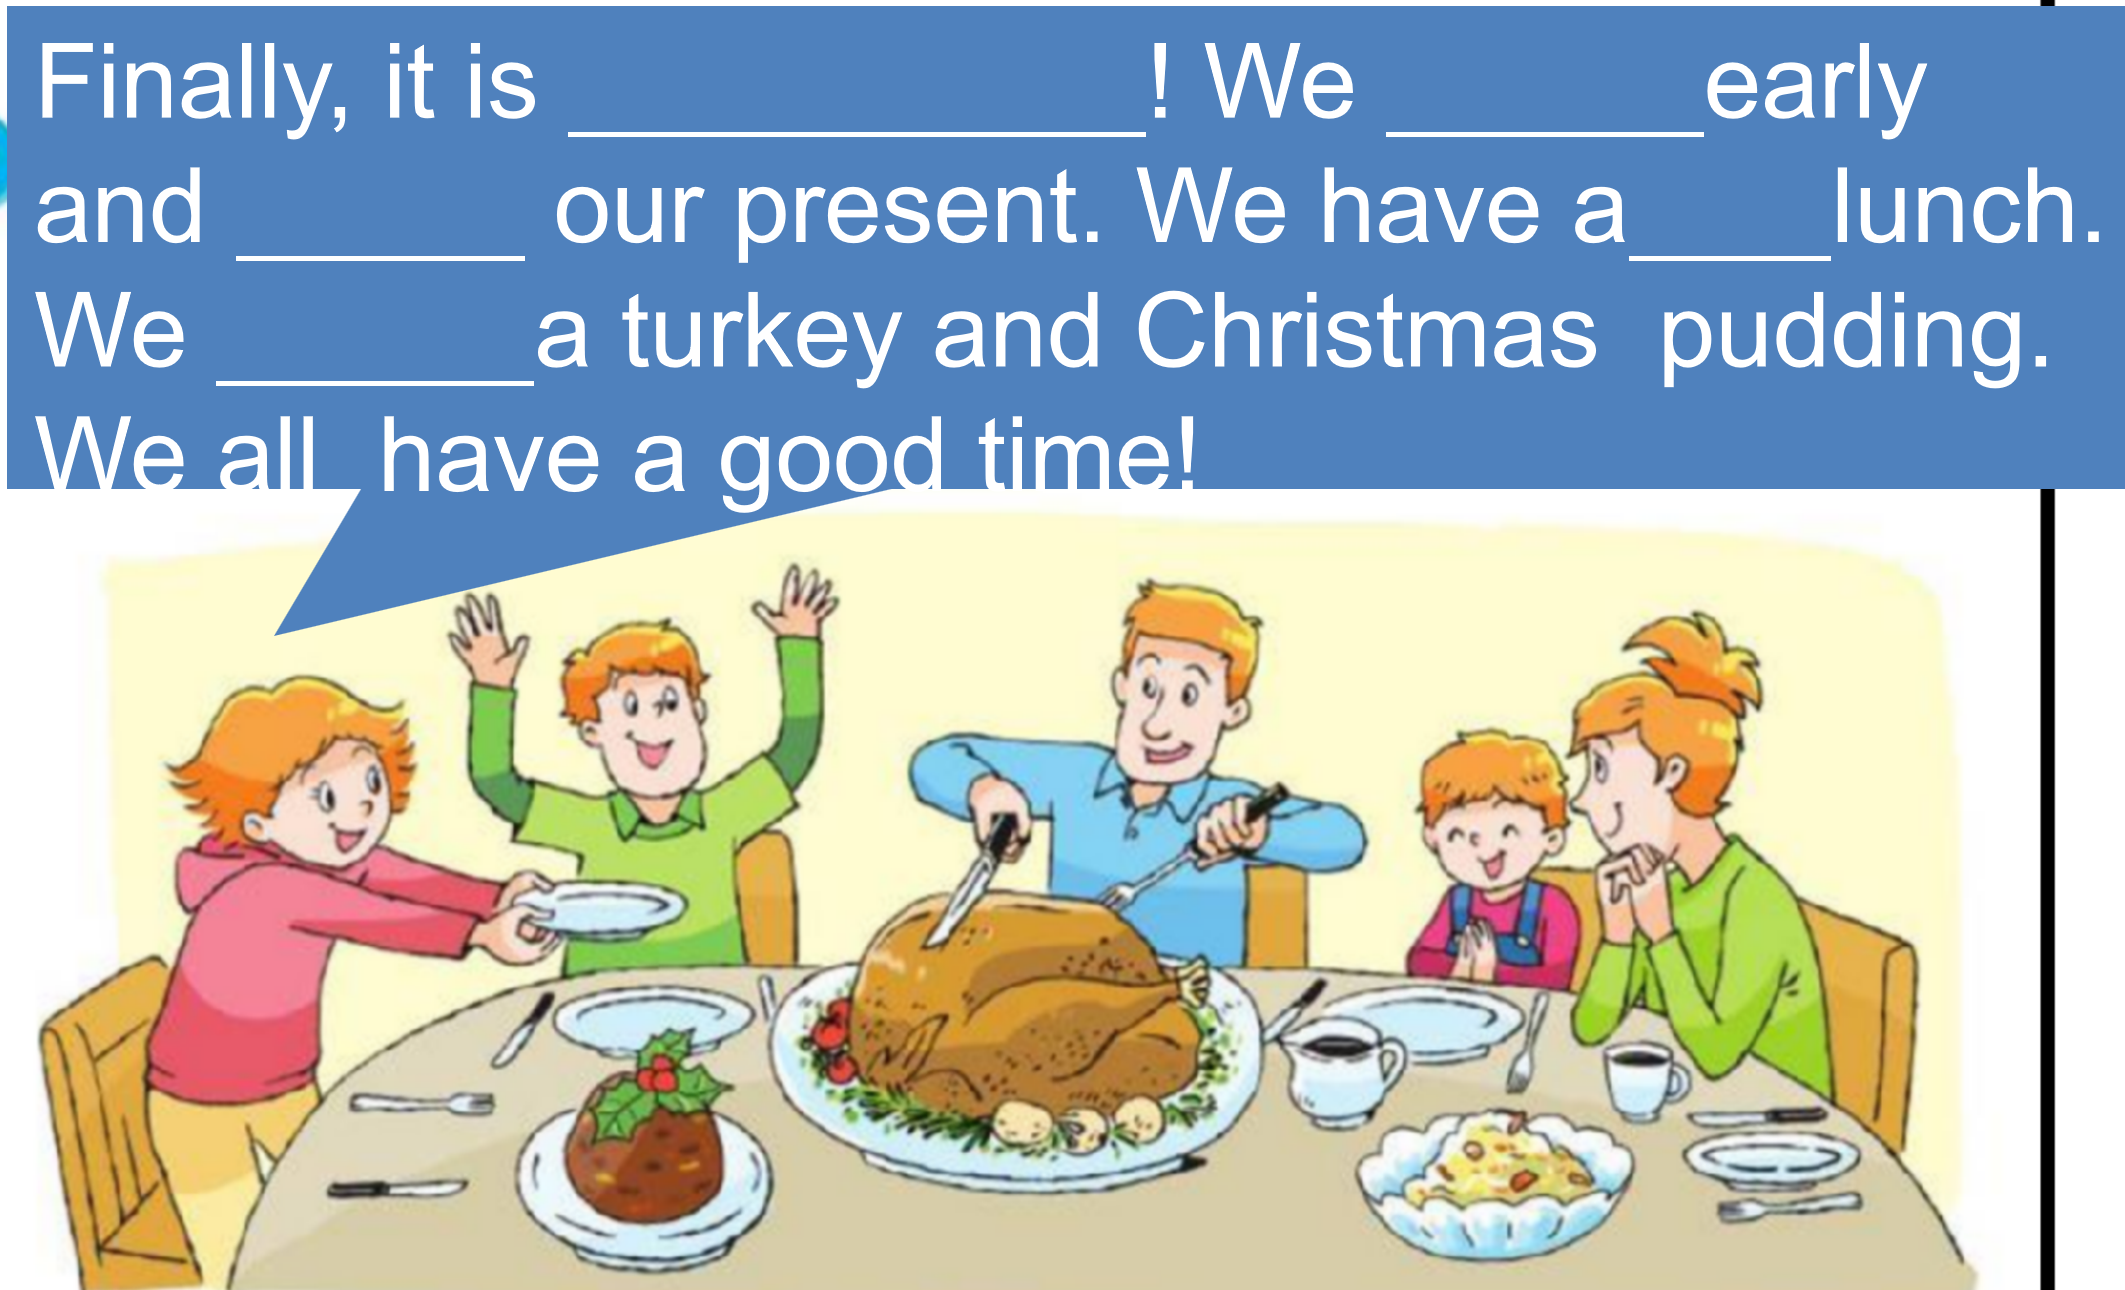 Finally, it is ____________! We ______early
and ______ our present. We have a____lunch.
We ______a turkey and Christmas pudding.
We all have a good time!